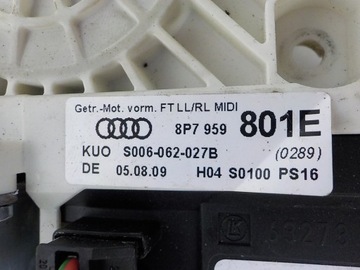 Getr.-Mot. vorm. FT LL/RL MIDI
8P7 959 801E
KUO S006-062-027B (0289)
DE 05.08.09 H04 S0100 PS16